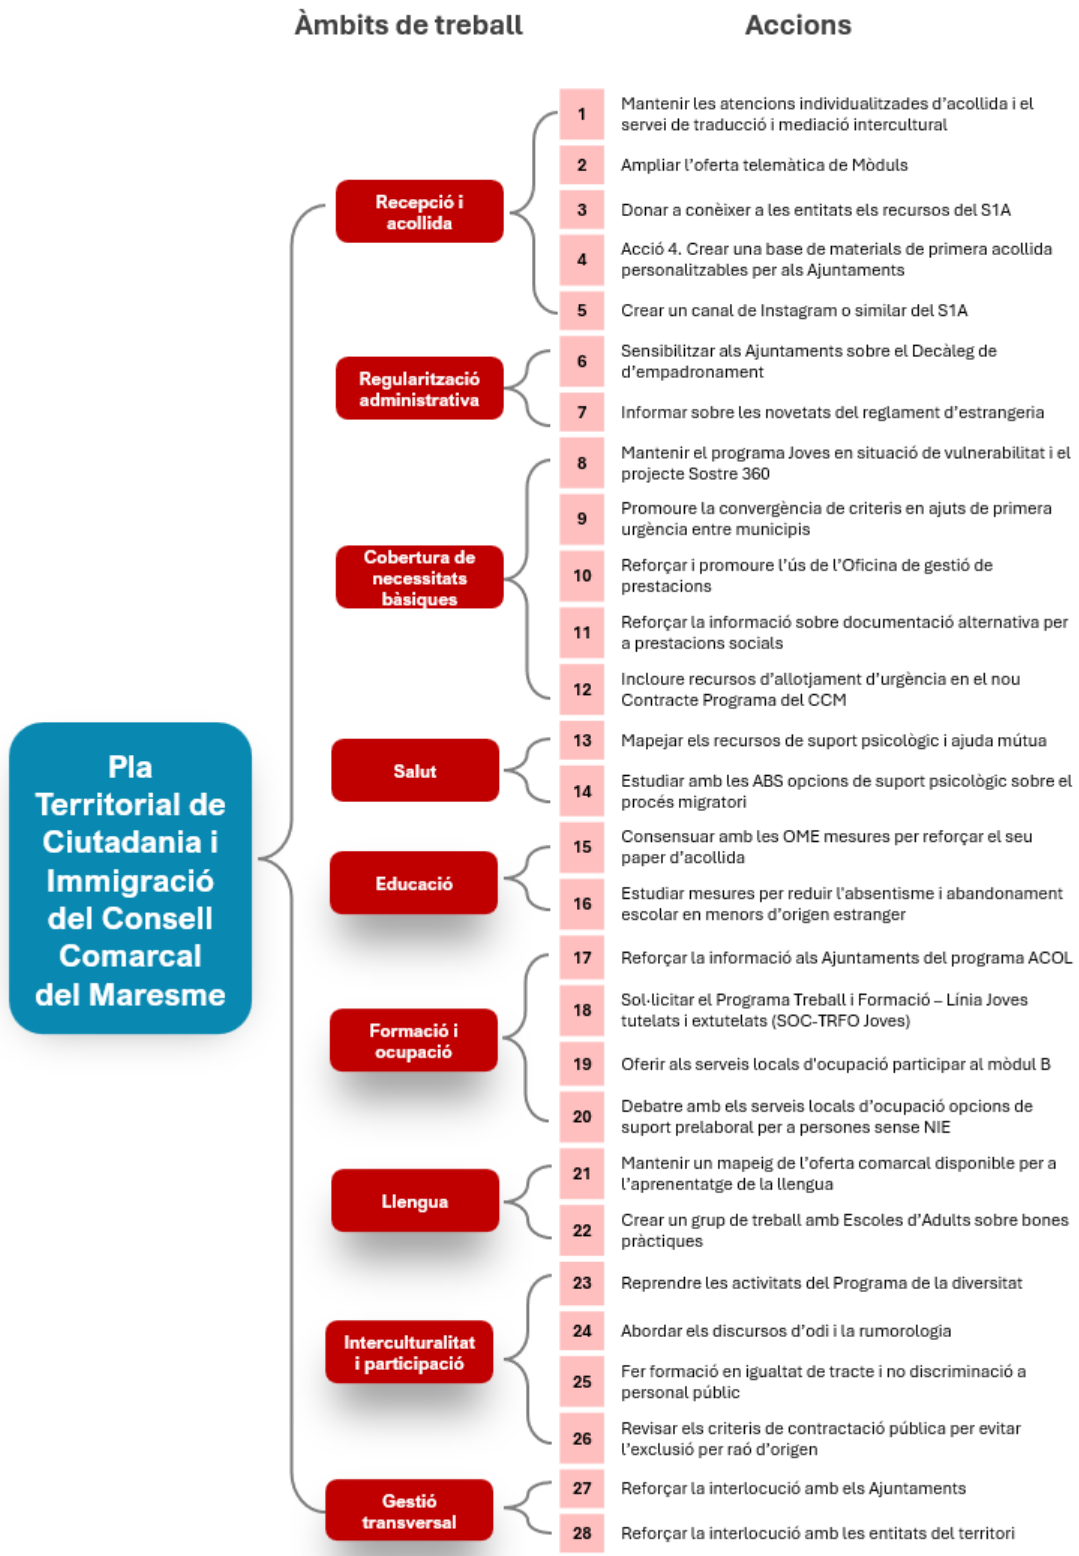 Àmbits de treball
Accions
Pla
Territorial de
Ciutadania i
Immigració
del Consell
Comarcal
del Maresme
Recepció i
acollida
1
Mantenir les atencions individualitzades d'acollida i el
servei de traducció i mediació intercultural
2
Ampliar l'oferta telemàtica de Mòduls
3
Donar a conèixer a les entitats els recursos del S1A
4
Acció 4. Crear una base de materials de primera acollida
personalitzables per als Ajuntaments
5
Crear un canal de Instagram o similar del S1A
Regularització
administrativa
6
Sensibilitzar als Ajuntaments sobre el Decàleg de
d'empadronament
7
Informar sobre les novetats del reglament d'estrangeria
Cobertura de
necessitats
bàsiques
8
Mantenir el programa Joves en situació de vulnerabilitat i el
projecte Sostre 360
9
Promoure la convergència de criteris en ajuts de primera
urgència entre municipis
10
Reforçar i promoure l'ús de l'Oficina de gestió de
prestacions
11
Reforçar la informació sobre documentació alternativa per
a prestacions socials
12
Incloure recursos d'allotjament d'urgència en el nou
Contracte Programa del CCM
Salut
13
Mapejar els recursos de suport psicològic i ajuda mútua
14
Estudiar amb les ABS opcions de suport psicològic sobre el
procés migratori
Educació
15
Consensuar amb les OME mesures per reforçar el seu
paper d'acollida
16
Estudiar mesures per reduir l'absentisme i abandonament
escolar en menors d'origen estranger
Formació i
ocupació
17
Reforçar la informació als Ajuntaments del programa ACOL
18
Sol·licitar el Programa Treball i Formació – Línia Joves
tutelats i extutelats (SOC-TRFO Joves)
19
Oferir als serveis locals d'ocupació participar al mòdul B
20
Debatre amb els serveis locals d'ocupació opcions de
suport prelaboral per a persones sense NIE
Llengua
21
Mantenir un mapeig de l'oferta comarcal disponible per a
l'aprenentatge de la llengua
22
Crear un grup de treball amb Escoles d'Adults sobre bones
pràctiques
Interculturalitat
i participació
23
Reprendre les activitats del Programa de la diversitat
24
Abordar els discursos d'odi i la rumorologia
25
Fer formació en igualtat de tracte i no discriminació a
personal públic
26
Revisar els criteris de contractació pública per evitar
l'exclusió per raó d'origen
Gestió
transversal
27
Reforçar la interlocució amb els Ajuntaments
28
Reforçar la interlocució amb les entitats del territori